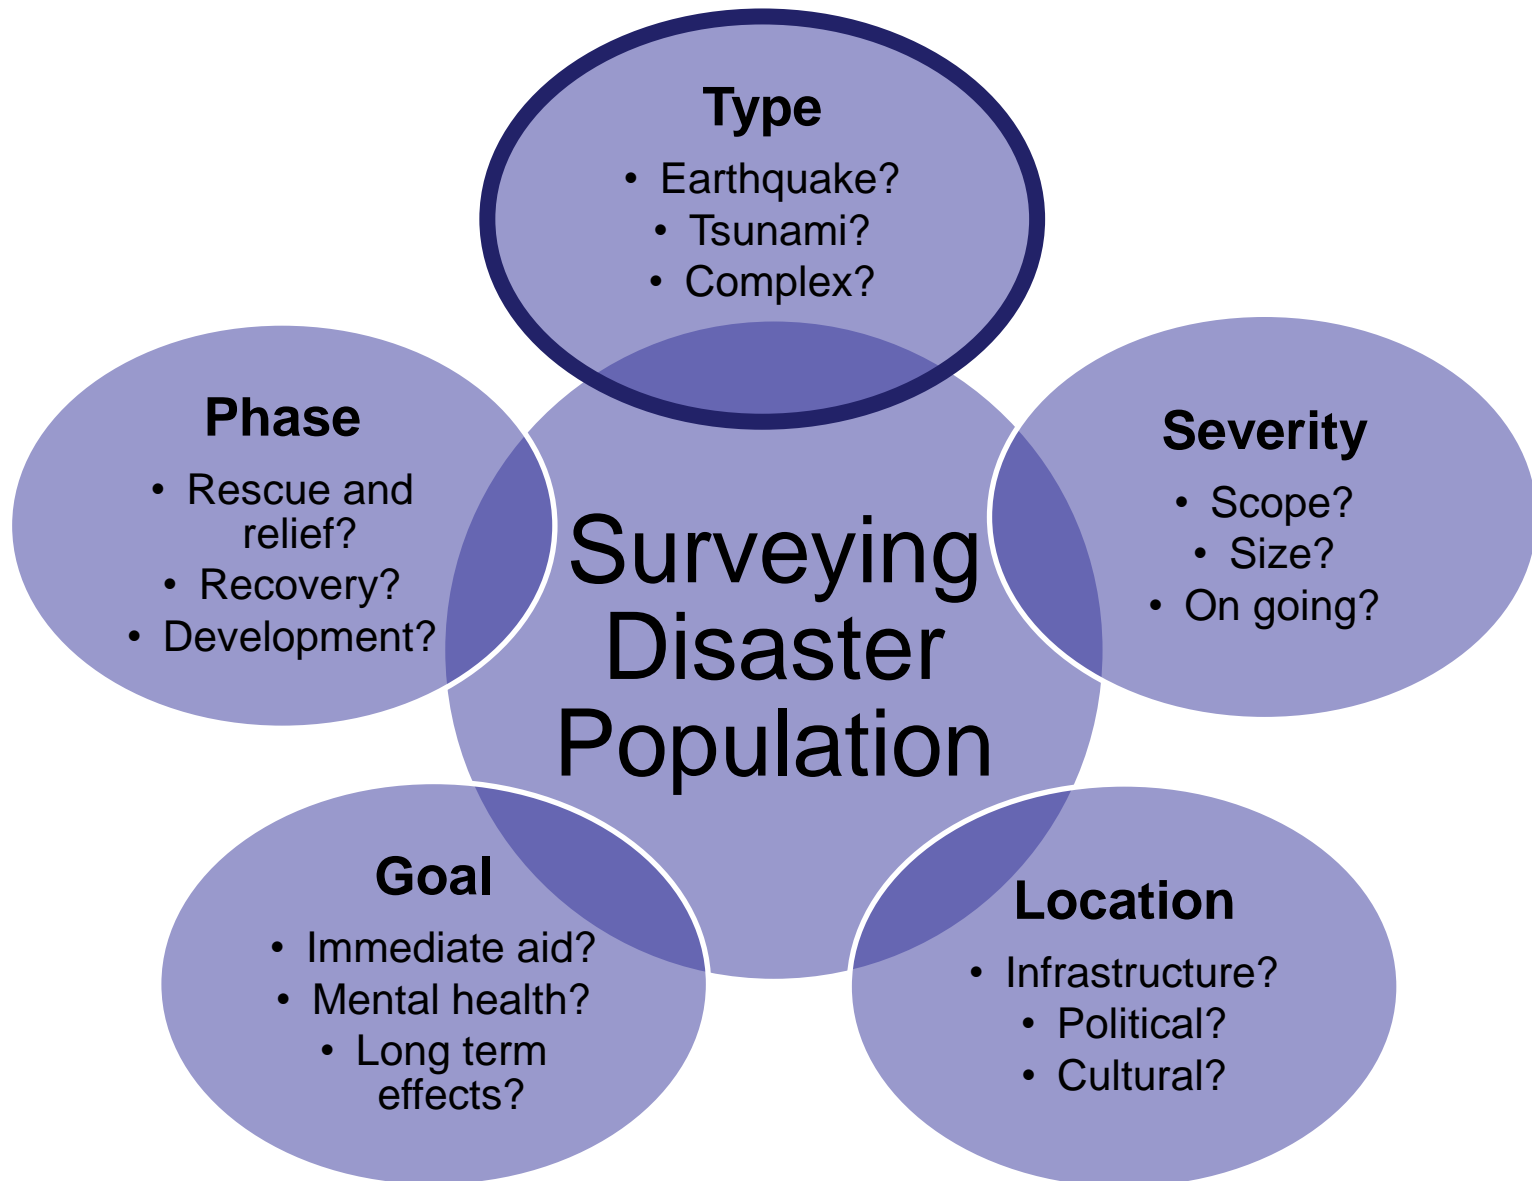 Type
• Earthquake?
• Tsunami?
• Complex?
Phase
• Rescue and
relief?
• Recovery?
• Development?
Severity
• Scope?
• Size?
• On going?
Surveying
Disaster
Population
Goal
• Immediate aid?
• Mental health?
• Long term
effects?
Location
• Infrastructure?
• Political?
• Cultural?